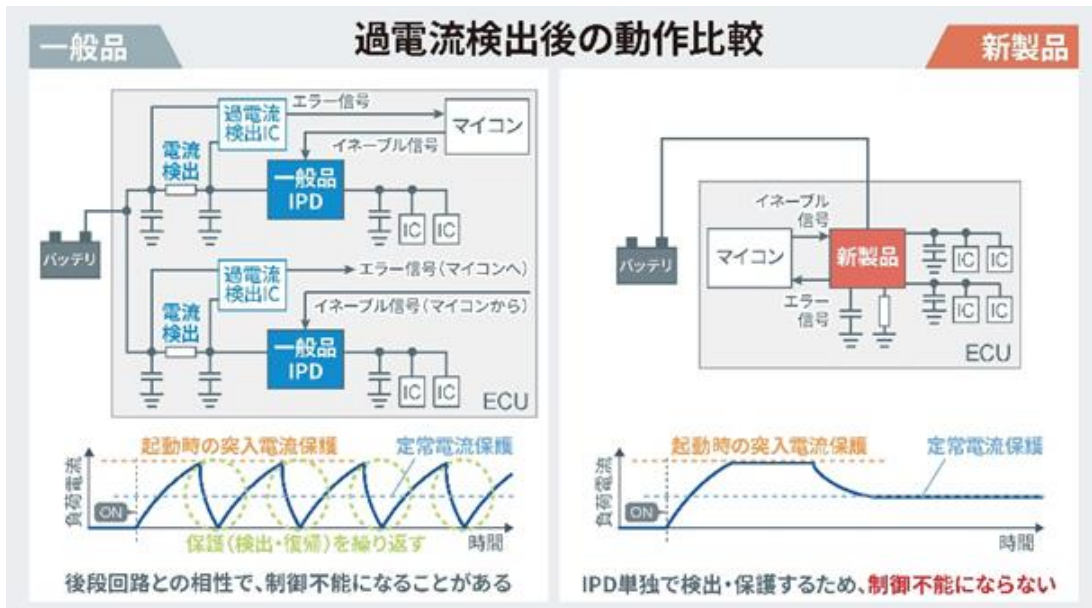 過電流検出後の動作比較
一般品
過電流
検出IC
エラー信号
マイコン
イネーブル信号
電流
検出
一般品
IPD
IC
IC
バッテリ
過電流
検出IC
エラー信号(マイコンへ)
イネーブル信号(マイコンから)
電流
検出
一般品
IPD
IC
IC
ECU
起動時の突入電流保護
定常電流保護
負荷電流
ON
保護(検出・復帰)を繰り返す
時間
後段回路との相性で、制御不能になることがある
新製品
イネーブル
信号
マイコン
新製品
バッテリ
エラー
信号
IC
IC
IC
IC
ECU
起動時の突入電流保護
定常電流保護
負荷電流
ON
時間
IPD単独で検出・保護するため、制御不能にならない